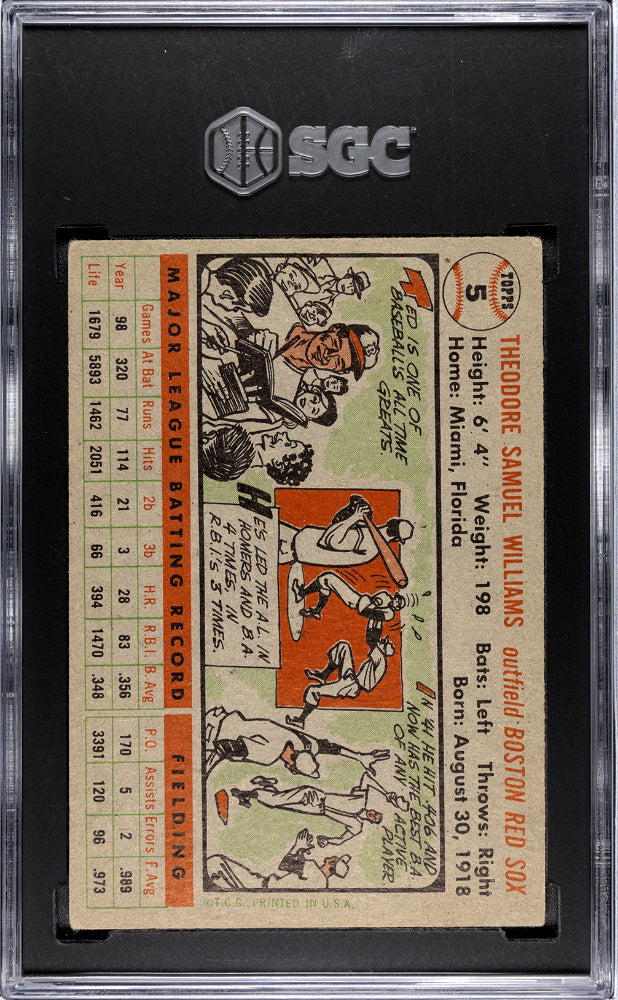 SGC
TOPPS
5
THEODORE SAMUEL WILLIAMS outfield-BOSTON RED SOX
Height: 6' 4" Weight: 198 Bats: Left Throws: Right
Home: Miami, Florida Born: August 30, 1918
TED IS ONE OF
BASEBALL'S ALL TIME
GREATS.
HE'S LED THE A.L. IN
HOMERS AND B.A.
4 TIMES, IN
R.B.I.'S 3 TIMES.
IN '41 HE HIT .406 AND
NOW HAS THE BEST B.A.
OF ANY ACTIVE
PLAYER.
B
MAJOR LEAGUE BATTING RECORD FIELDING
Games At Bat Runs Hits 2b 3b H.R. R.B.I. B. Avg P.O. Assists Errors F. Avg
Year 98 320 77 114 21 3 28 83 .356 170 5 2 .989
Life 1679 5893 1462 2051 416 66 394 1470 .348 3391 120 96 .973
©T.C.G. PRINTED IN U.S.A.